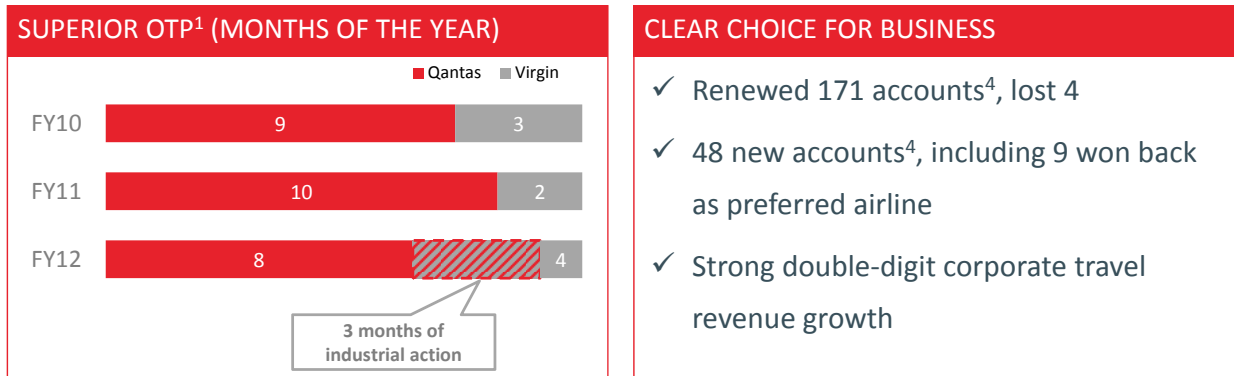 SUPERIOR OTP¹ (MONTHS OF THE YEAR)
Qantas Virgin
FY10 9 3
FY11 10 2
FY12 8 4
3 months of
industrial action
CLEAR CHOICE FOR BUSINESS
✓ Renewed 171 accounts⁴, lost 4
✓ 48 new accounts⁴, including 9 won back
as preferred airline
✓ Strong double-digit corporate travel
revenue growth